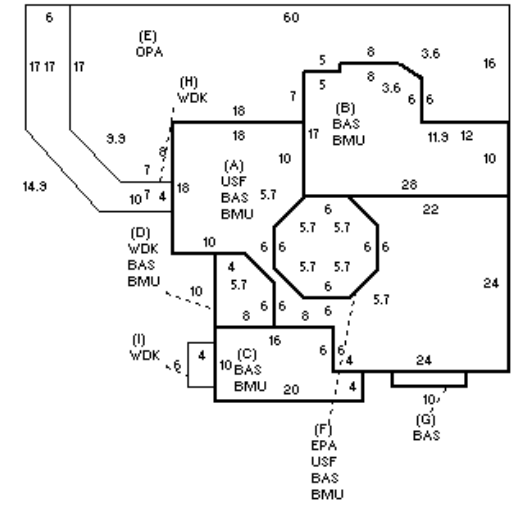 6 60
(E)
OPA
8
3.6
5
17 17 17
16
8
5
3.6
(H)
WDK
7
6 6
(B)
BAS
BMU
18
18
17
11.9 12
9.9
8
10
10
(A)
USF
BAS
BMU
7
14.9
18
28
10 7 4
5.7
6
22
5.7 5.7
(D)
WDK
BAS
BMU
10
6 6
6 6
4
5.7 5.7
5.7
24
10
6
5.7
6 6
6
8
8
(I)
WDK
16
4
10
(C)
BAS
BMU
6 6
4
24
6
20
4
10
(G)
BAS
(F)
EPA
USF
BAS
BMU